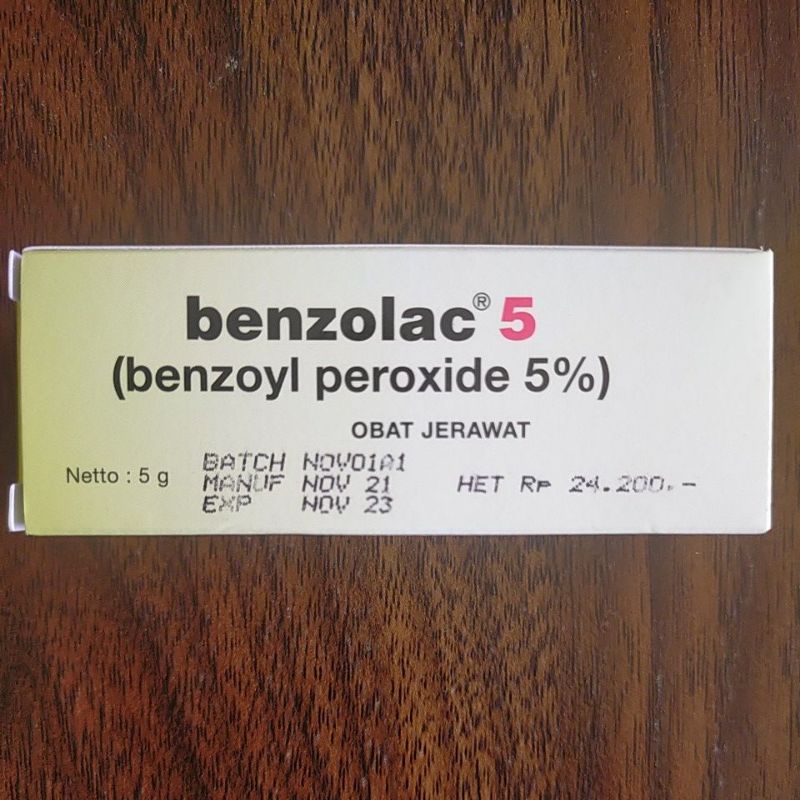 benzolac® 5
(benzoyl peroxide 5%)
OBAT JERAWAT
Netto : 5 g
BATCH NOV01A1
MANUF NOV 21
EXP NOV 23
HET Rp 24.200.-